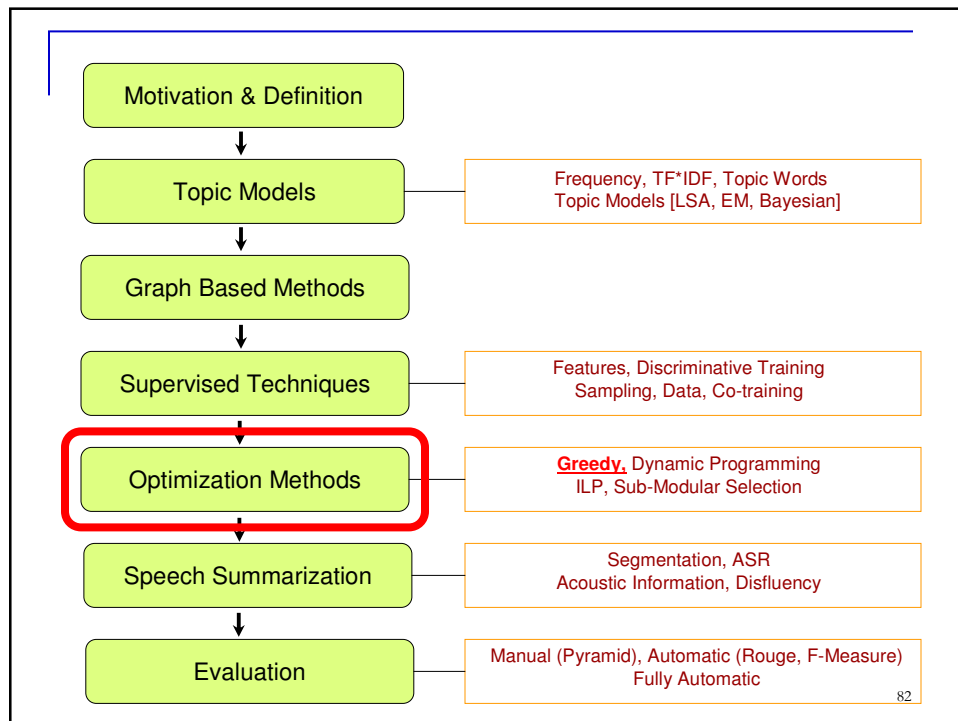 Motivation & Definition
Topic Models
Frequency, TF*IDF, Topic Words
Topic Models [LSA, EM, Bayesian]
Graph Based Methods
Supervised Techniques
Features, Discriminative Training
Sampling, Data, Co-training
Optimization Methods
Greedy, Dynamic Programming
ILP, Sub-Modular Selection
Speech Summarization
Segmentation, ASR
Acoustic Information, Disfluency
Evaluation
Manual (Pyramid), Automatic (Rouge, F-Measure)
Fully Automatic
82